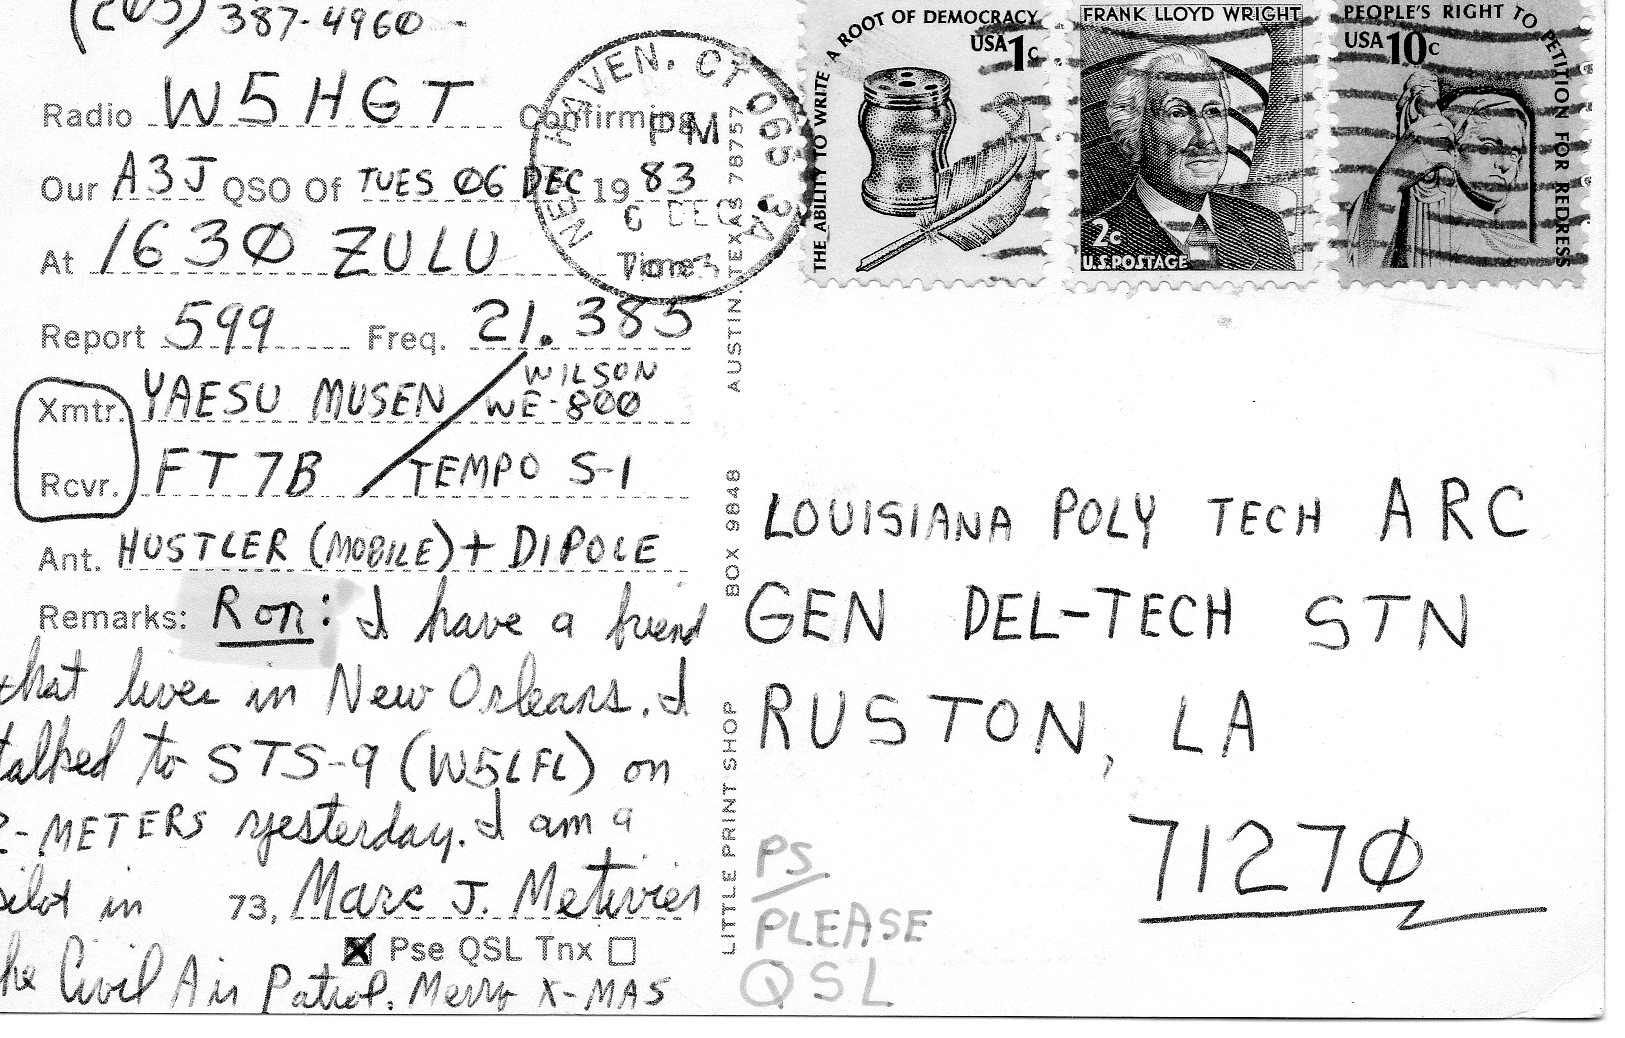 (203) 387-4960
Radio W5HGT Confirming
Our A3J QSO Of TUES 06 DEC 1983
At 1630 ZULU Time
Report 599 Freq. 21.385
Xmtr. YAESU MUSEN / WILSON WE-800
Rcvr. FT7B / TEMPO S-1
Ant. HUSTLER (MOBILE) + DIPOLE
Remarks: Ron: I have a friend
that lives in New Orleans. I
talked to STS-9 (W5LFL) on
2-METERS yesterday. I am a
pilot in 73, Marc J. Metivier
Pse QSL Tnx
the Civil Air Patrol. Merry X-MAS
NEW HAVEN, CT 065 3A
PM
6 DEC
LITTLE PRINT SHOP BOX 9848 AUSTIN, TEXAS 78757
THE ABILITY TO WRITE A ROOT OF DEMOCRACY
USA 1c
FRANK LLOYD WRIGHT
2c
U.S. POSTAGE
PEOPLE'S RIGHT TO PETITION FOR REDRESS
USA 10c
LOUISIANA POLY TECH ARC
GEN DEL-TECH STN
RUSTON, LA
71270
PS
PLEASE
QSL